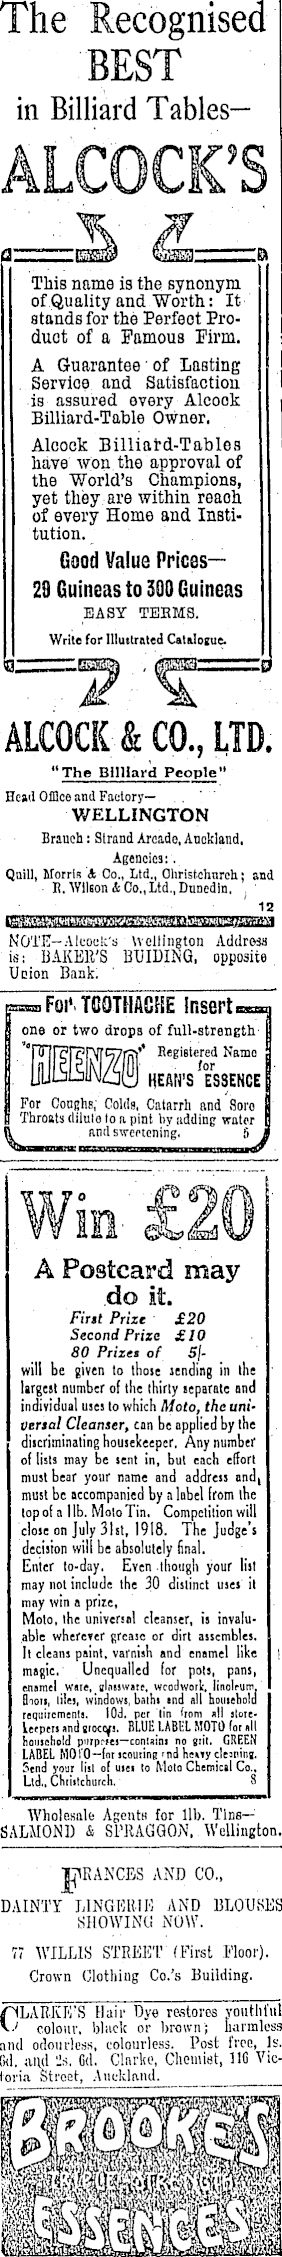 The Recognised
BEST
in Billiard Tables—
ALCOCK'S
This name is the synonym
of Quality and Worth: It
stands for the Perfect Pro-
duct of a Famous Firm.
A Guarantee of Lasting
Service and Satisfaction
is assured every Alcock
Billiard-Table Owner.
Alcock Billiard-Tables
have won the approval of
the World's Champions,
yet they are within reach
of every Home and Insti-
tution.
Good Value Prices—
29 Guineas to 300 Guineas
EASY TERMS.
Write for Illustrated Catalogue.
ALCOCK & CO., LTD.
"The Billiard People"
Head Office and Factory—
WELLINGTON
Branch: Strand Arcade, Auckland.
Agencies:
Quill, Morris & Co., Ltd., Christchurch; and
R. Wilson & Co., Ltd., Dunedin.
12
NOTE—Alcock's Wellington Address
is: BAKER'S BUIDING, opposite
Union Bank.
For TOOTHACHE Insert
one or two drops of full-strength
"HEENZO" Registered Name
for
HEAN'S ESSENCE
For Coughs, Colds, Catarrh and Sore
Throats dilute to a pint by adding water
and sweetening. 5
Win £20
A Postcard may
do it.
First Prize £20
Second Prize £10
80 Prizes of 5/-
will be given to those sending in the
largest number of the thirty separate and
individual uses to which Moto, the uni-
versal Cleanser, can be applied by the
discriminating housekeeper. Any number
of lists may be sent in, but each effort
must bear your name and address and
must be accompanied by a label from the
top of a 1lb. Moto Tin. Competition will
close on July 31st, 1918. The Judge's
decision will be absolutely final.
Enter to-day. Even though your list
may not include the 30 distinct uses it
may win a prize,
Moto, the universal cleanser, is invalu-
able wherever grease or dirt assembles.
It cleans paint, varnish and enamel like
magic. Unequalled for pots, pans,
enamel ware, glassware, woodwork, linoleum,
floors, tiles, windows, baths and all household
requirements. 10d. per tin from all store-
keepers and grocers. BLUE LABEL MOTO for all
household purposes—contains no grit. GREEN
LABEL MOTO—for scouring and heavy cleaning.
Send your list of uses to Moto Chemical Co.,
Ltd., Christchurch. 8
Wholesale Agents for 1lb. Tins—
SALMOND & SPRAGGON, Wellington.
FRANCES AND CO.,
DAINTY LINGERIE AND BLOUSES
SHOWING NOW.
77 WILLIS STREET (First Floor).
Crown Clothing Co.'s Building.
CLARKE'S Hair Dye restores youthful
colour, black or brown; harmless
and odourless, colourless. Post free, 1s.
6d. and 2s. 6d. Clarke, Chemist, 116 Vic-
toria Street, Auckland.
BROOKE'S
TRIPLE STRENGTH
ESSENCES